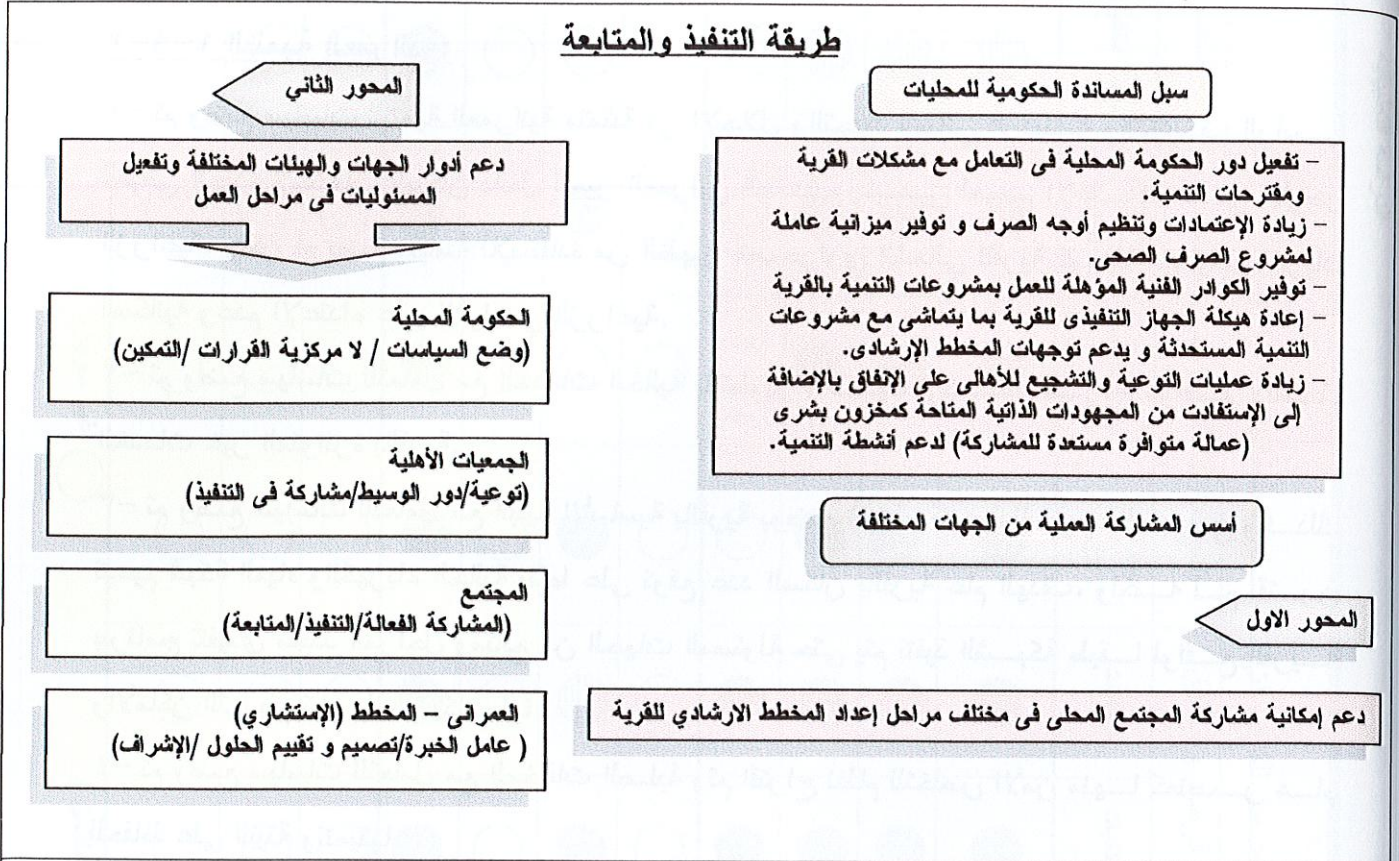 طريقة التنفيذ والمتابعة
سبل المساندة الحكومية للمحليات
– تفعيل دور الحكومة المحلية فى التعامل مع مشكلات القرية
ومقترحات التنمية.
– زيادة الإعتمادات وتنظيم أوجه الصرف و توفير ميزانية عاملة
لمشروع الصرف الصحى.
– توفير الكوادر الفنية المؤهلة للعمل بمشروعات التنمية بالقرية
– إعادة هيكلة الجهاز التنفيذى للقرية بما يتماشى مع مشروعات
التنمية المستحدثة و يدعم توجهات المخطط الإرشادى.
– زيادة عمليات التوعية والتشجيع للأهالى على الإنفاق بالإضافة
إلى الإستفادت من المجهودات الذاتية المتاحة كمخزون بشرى
(عمالة متوافرة مستعدة للمشاركة) لدعم أنشطة التنمية.
أسس المشاركة العملية من الجهات المختلفة
المحور الاول
دعم إمكانية مشاركة المجتمع المحلى فى مختلف مراحل إعداد المخطط الارشادي للقرية
المحور الثاني
دعم أدوار الجهات والهيئات المختلفة وتفعيل
المسئوليات فى مراحل العمل
الحكومة المحلية
(وضع السياسات / لا مركزية القرارات /التمكين)
الجمعيات الأهلية
(توعية/دور الوسيط/مشاركة فى التنفيذ)
المجتمع
(المشاركة الفعالة/التنفيذ/المتابعة)
العمرانى – المخطط (الإستشاري)
( عامل الخبرة/تصميم و تقييم الحلول /الإشراف)